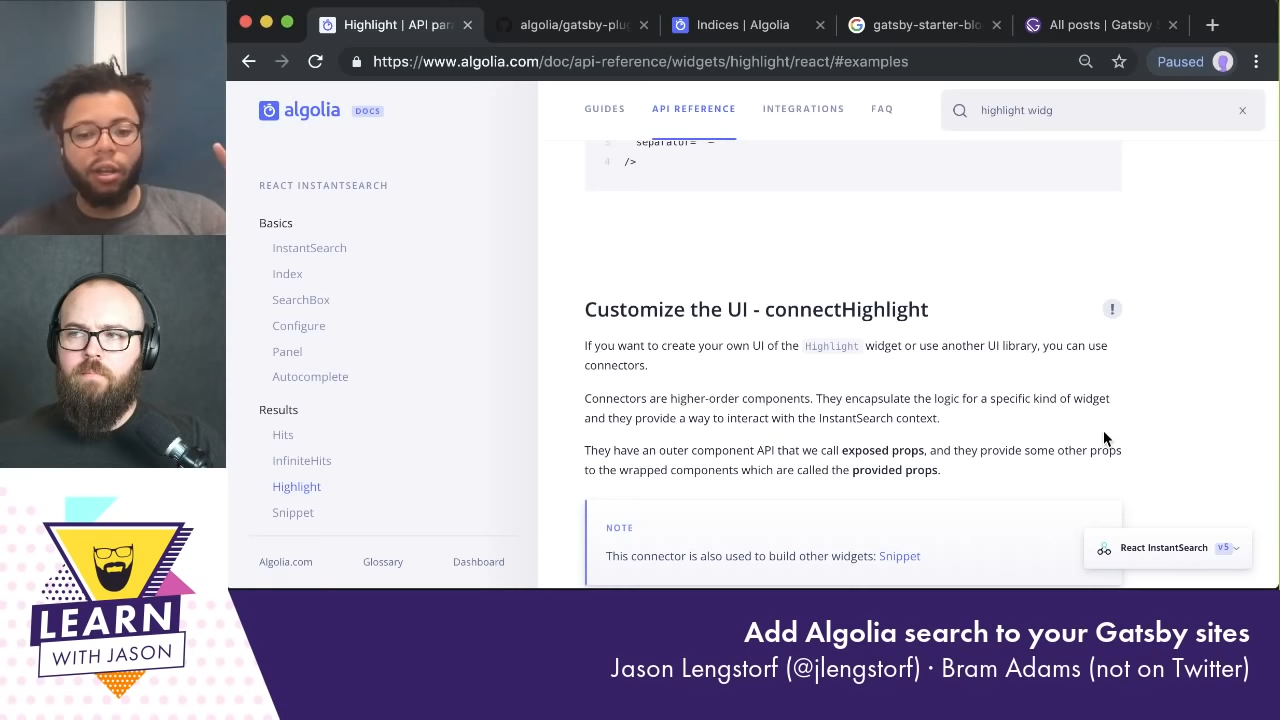 Highlight | API par
algolia/gatsby-plug
Indices | Algolia
gatsby-starter-blo
All posts | Gatsby S
https://www.algolia.com/doc/api-reference/widgets/highlight/react/#examples
Paused
algolia DOCS
GUIDES
API REFERENCE
INTEGRATIONS
FAQ
highlight widg
REACT INSTANTSEARCH
Basics
InstantSearch
Index
SearchBox
Configure
Panel
Autocomplete
Results
Hits
InfiniteHits
Highlight
Snippet
Algolia.com
Glossary
Dashboard
3 separator=" ~
4 />
Customize the UI - connectHighlight
!
If you want to create your own UI of the Highlight widget or use another UI library, you can use
connectors.
Connectors are higher-order components. They encapsulate the logic for a specific kind of widget
and they provide a way to interact with the InstantSearch context.
They have an outer component API that we call exposed props, and they provide some other props
to the wrapped components which are called the provided props.
NOTE
This connector is also used to build other widgets: Snippet
React InstantSearch v5
LEARN
WITH JASON
Add Algolia search to your Gatsby sites
Jason Lengstorf (@jlengstorf) · Bram Adams (not on Twitter)